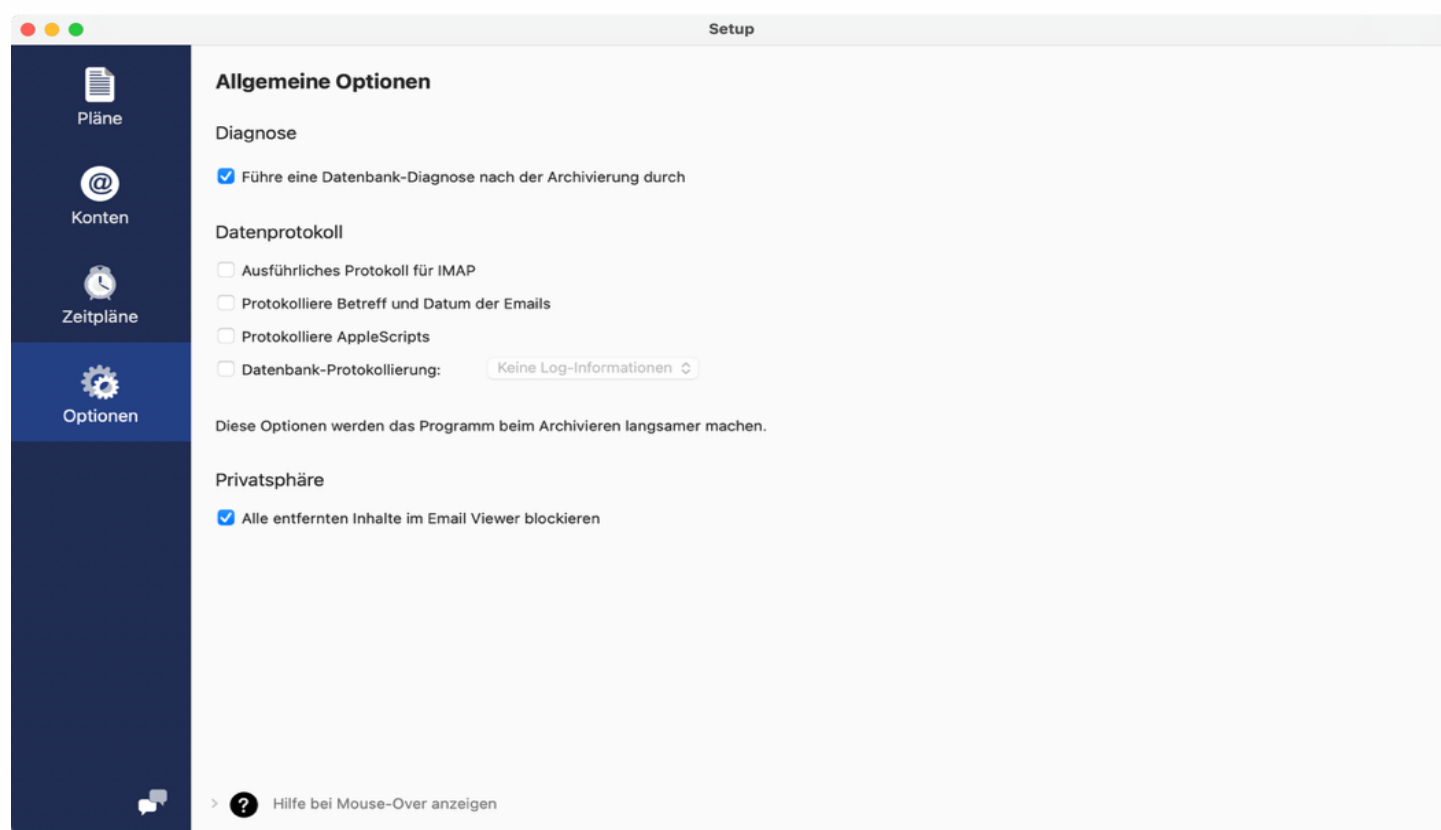 Setup
Pläne
Konten
Zeitpläne
Optionen
Allgemeine Optionen
Diagnose
Führe eine Datenbank-Diagnose nach der Archivierung durch
Datenprotokoll
Ausführliches Protokoll für IMAP
Protokolliere Betreff und Datum der Emails
Protokolliere AppleScripts
Datenbank-Protokollierung: Keine Log-Informationen
Diese Optionen werden das Programm beim Archivieren langsamer machen.
Privatsphäre
Alle entfernten Inhalte im Email Viewer blockieren
> ? Hilfe bei Mouse-Over anzeigen